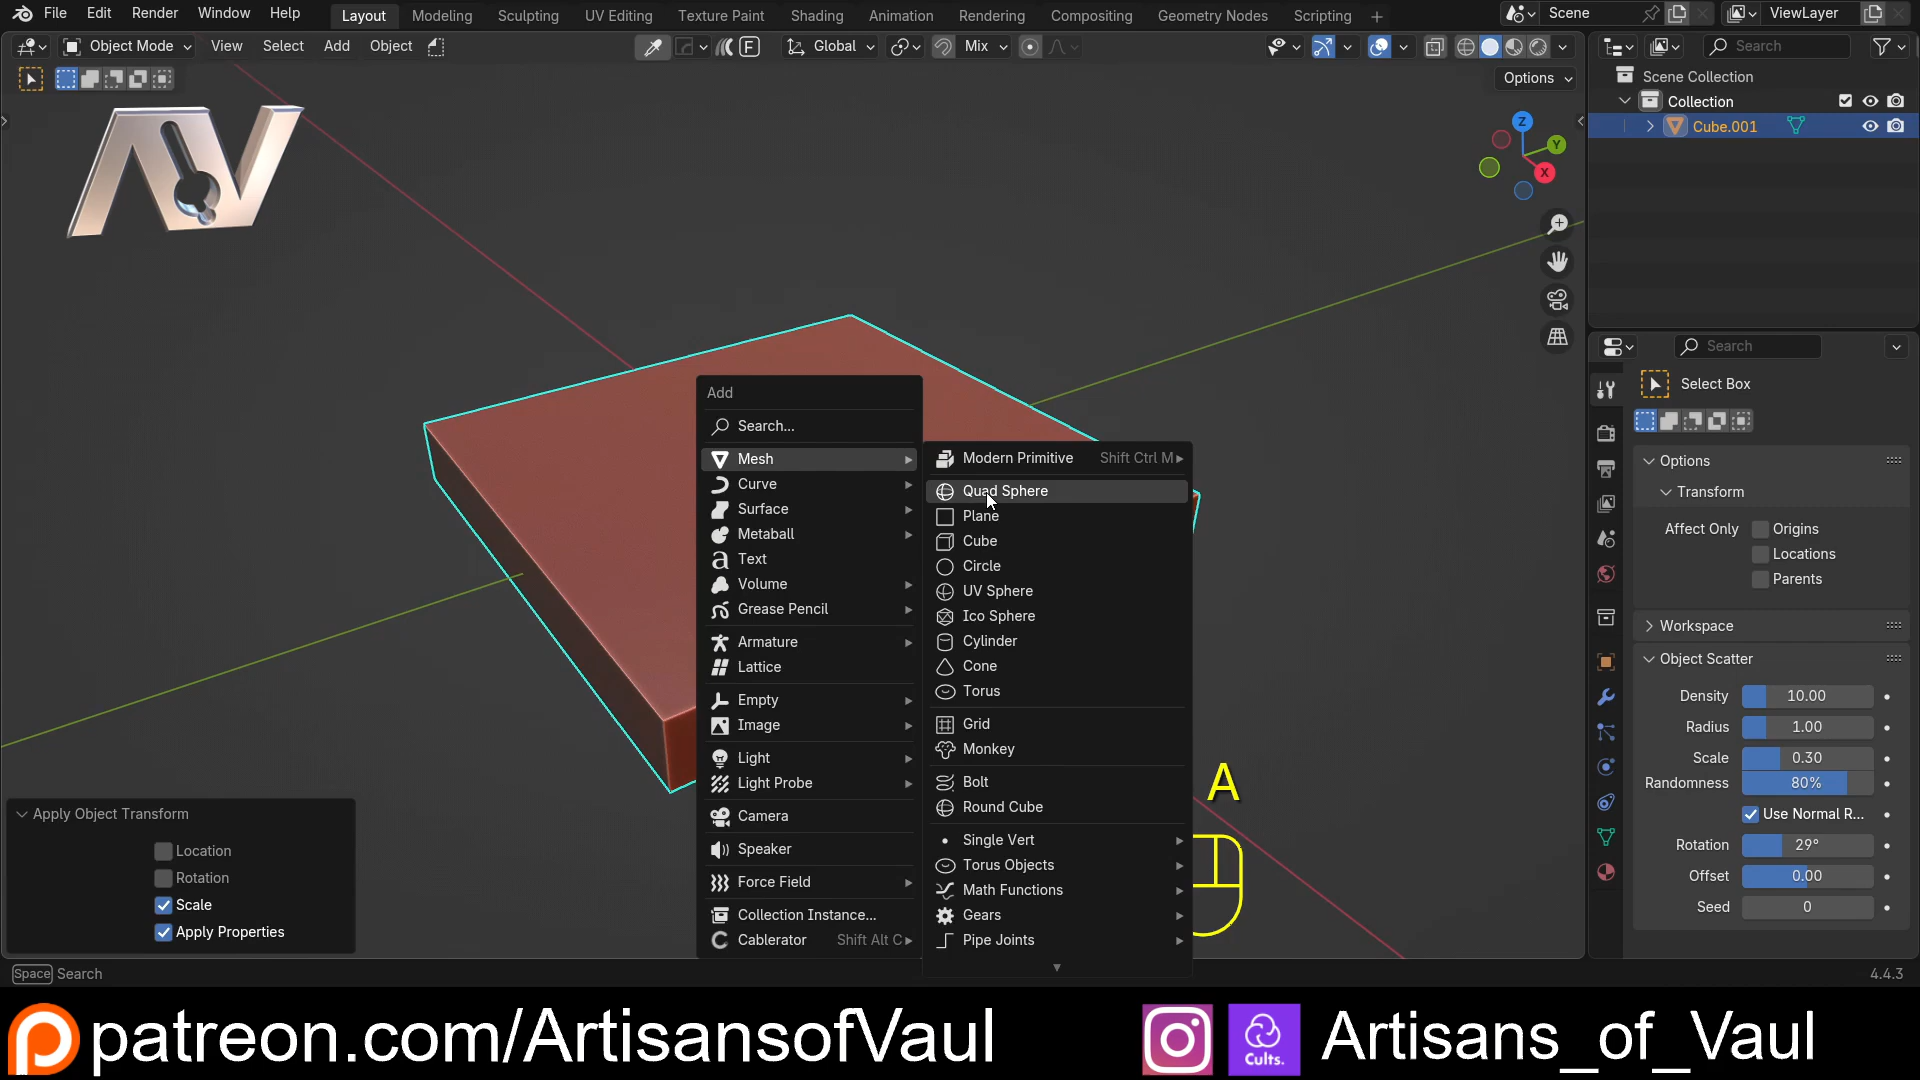 File Edit Render Window Help Layout Modeling Sculpting UV Editing Texture Paint Shading Animation Rendering Compositing Geometry Nodes Scripting + Scene ViewLayer
Object Mode View Select Add Object F Global Mix Search
Options
Scene Collection
Collection
Cube.001
Z
Y
X
AV
Search
Select Box
Options
Transform
Affect Only Origins
Locations
Parents
Workspace
Object Scatter
Density 10.00
Radius 1.00
Scale 0.30
Randomness 80%
Use Normal R...
Rotation 29°
Offset 0.00
Seed 0
Add
Search...
Mesh
Curve
Surface
Metaball
Text
Volume
Grease Pencil
Armature
Lattice
Empty
Image
Light
Light Probe
Camera
Speaker
Force Field
Collection Instance...
Cablerator Shift Alt C
Modern Primitive Shift Ctrl M
Quad Sphere
Plane
Cube
Circle
UV Sphere
Ico Sphere
Cylinder
Cone
Torus
Grid
Monkey
Bolt
Round Cube
Single Vert
Torus Objects
Math Functions
Gears
Pipe Joints
A
Apply Object Transform
Location
Rotation
Scale
Apply Properties
Space Search 4.4.3
patreon.com/ArtisansofVaul Cults. Artisans_of_Vaul